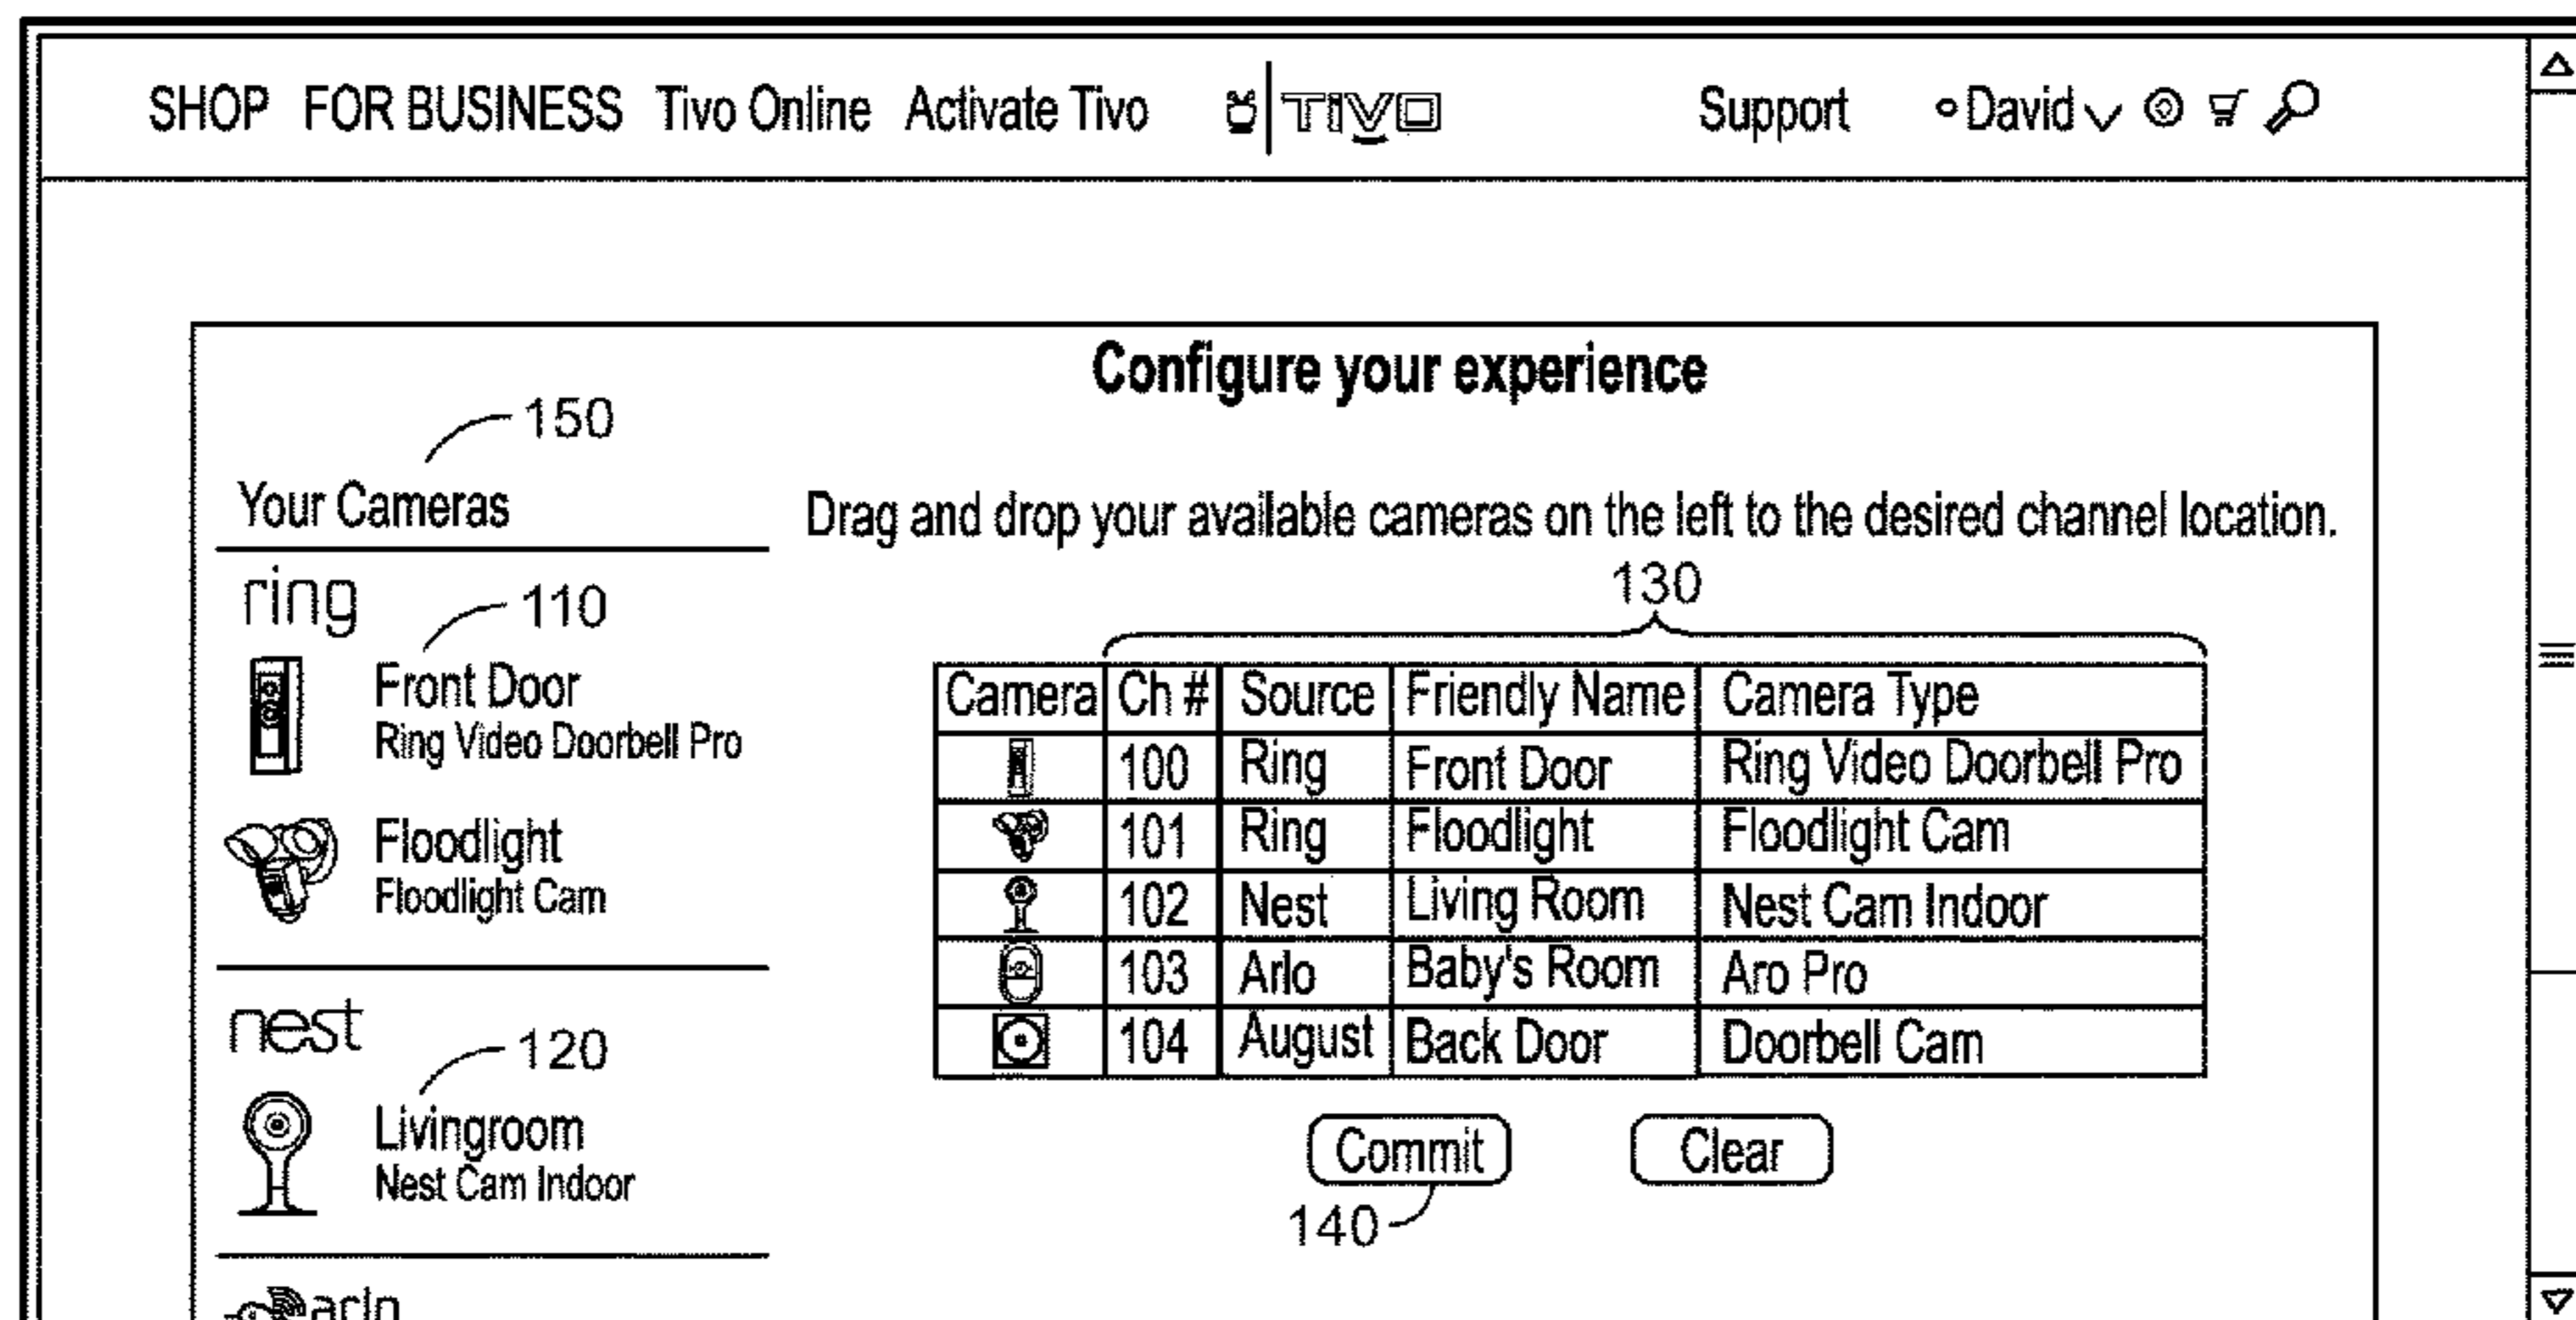 SHOP FOR BUSINESS Tivo Online Activate Tivo TiVO Support David
Configure your experience
150
Your Cameras
Drag and drop your available cameras on the left to the desired channel location.
ring
110
Front Door
Ring Video Doorbell Pro
Floodlight
Floodlight Cam
nest
120
Livingroom
Nest Cam Indoor
arlo
130
Camera Ch # Source Friendly Name Camera Type
100 Ring Front Door Ring Video Doorbell Pro
101 Ring Floodlight Floodlight Cam
102 Nest Living Room Nest Cam Indoor
103 Arlo Baby's Room Aro Pro
104 August Back Door Doorbell Cam
Commit Clear
140